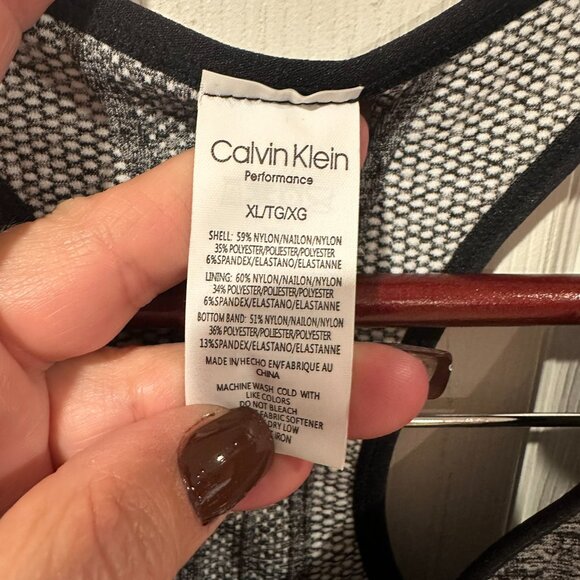 Calvin Klein
Performance
XL/TG/XG
SHELL: 59% NYLON/NAILON/NYLON
35% POLYESTER/POLIESTER/POLYESTER
6%SPANDEX/ELASTANO/ELASTANNE
LINING: 60% NYLON/NAILON/NYLON
34% POLYESTER/POLIESTER/POLYESTER
6%SPANDEX/ELASTANO/ELASTANNE
BOTTOM BAND: 51% NYLON/NAILON/NYLON
36% POLYESTER/POLIESTER/POLYESTER
13%SPANDEX/ELASTANO/ELASTANNE
MADE IN/HECHO EN/FABRIQUE AU
CHINA
MACHINE WASH COLD WITH
LIKE COLORS
DO NOT BLEACH
FABRIC SOFTENER
DRY LOW
IRON